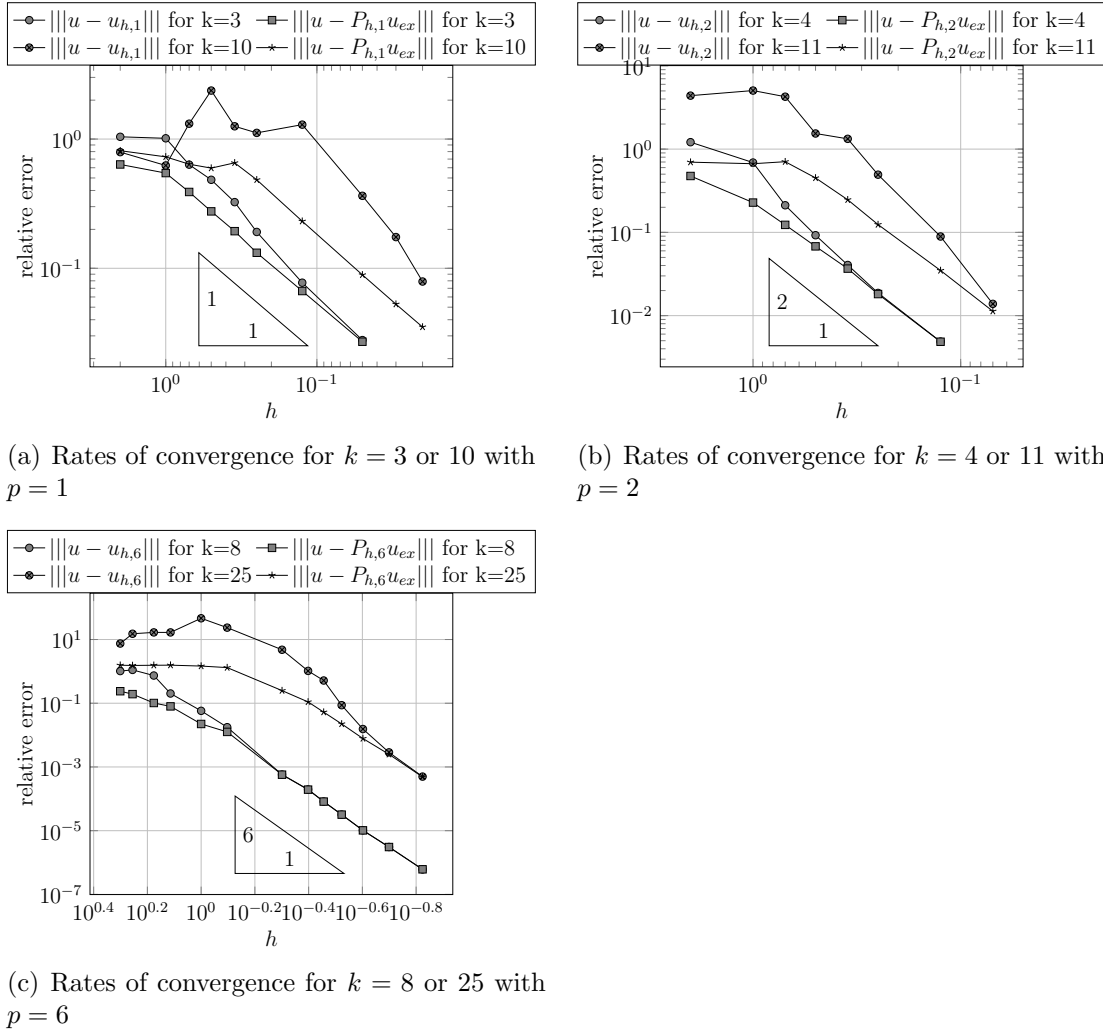 |||u − u_{h,1}||| for k=3 |||u − P_{h,1}u_{ex}||| for k=3
|||u − u_{h,1}||| for k=10 |||u − P_{h,1}u_{ex}||| for k=10
10^0
10^{−1}
relative error
1
1
10^0 10^{−1}
h
(a) Rates of convergence for k = 3 or 10 with
p = 1
|||u − u_{h,2}||| for k=4 |||u − P_{h,2}u_{ex}||| for k=4
|||u − u_{h,2}||| for k=11 |||u − P_{h,2}u_{ex}||| for k=11
10^1
10^0
10^{−1}
10^{−2}
relative error
2
1
10^0 10^{−1}
h
(b) Rates of convergence for k = 4 or 11 with
p = 2
|||u − u_{h,6}||| for k=8 |||u − P_{h,6}u_{ex}||| for k=8
|||u − u_{h,6}||| for k=25 |||u − P_{h,6}u_{ex}||| for k=25
10^1
10^{−1}
10^{−3}
10^{−5}
10^{−7}
relative error
6
1
10^{0.4} 10^{0.2} 10^0 10^{−0.2} 10^{−0.4} 10^{−0.6} 10^{−0.8}
h
(c) Rates of convergence for k = 8 or 25 with
p = 6